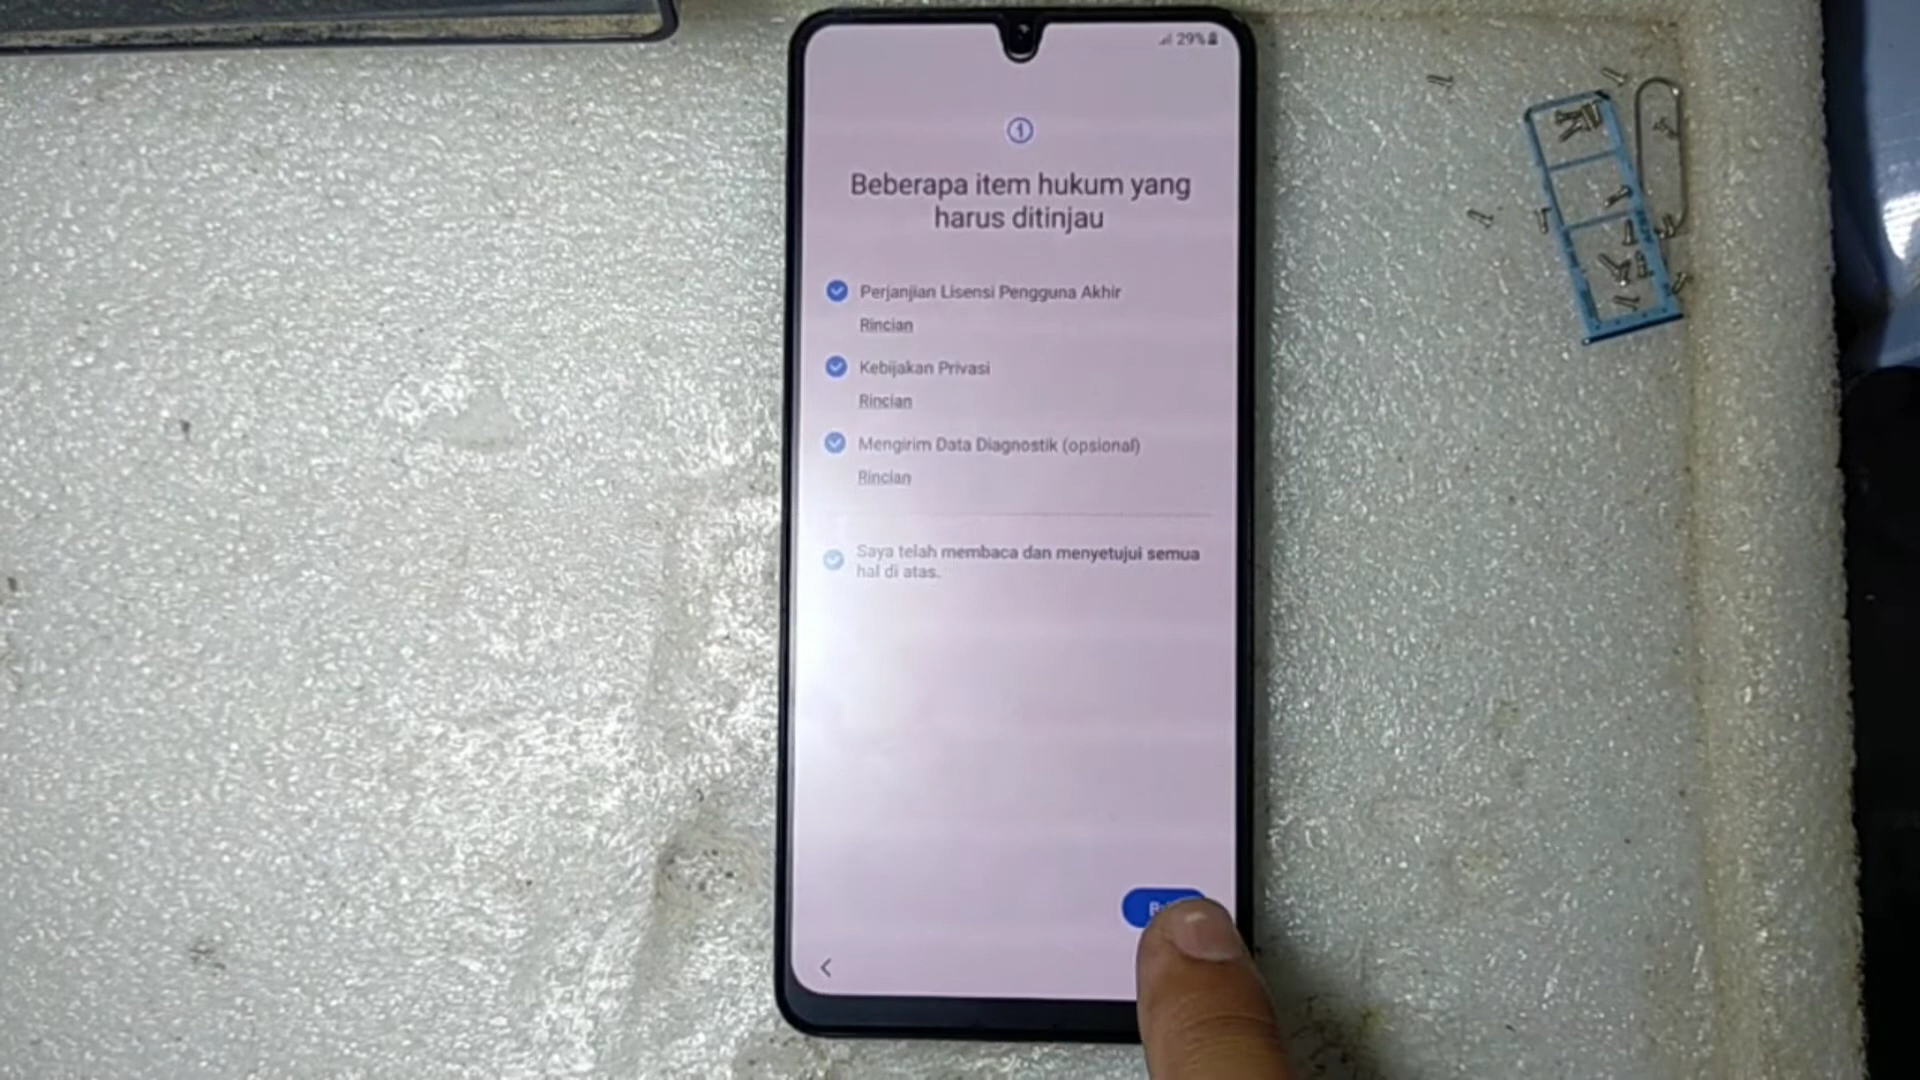 29%
Beberapa item hukum yang
harus ditinjau
Perjanjian Lisensi Pengguna Akhir
Rincian
Kebijakan Privasi
Rincian
Mengirim Data Diagnostik (opsional)
Rincian
Saya telah membaca dan menyetujui semua
hal di atas.